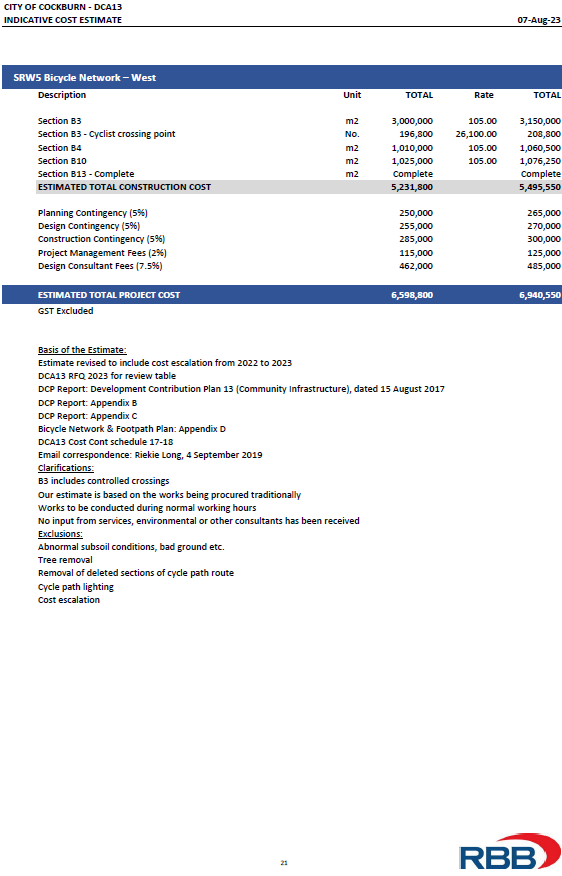 CITY OF COCKBURN - DCA13
INDICATIVE COST ESTIMATE 07-Aug-23
SRW5 Bicycle Network – West
Description Unit TOTAL Rate TOTAL
Section B3 m2 3,000,000 105.00 3,150,000
Section B3 - Cyclist crossing point No. 196,800 26,100.00 208,800
Section B4 m2 1,010,000 105.00 1,060,500
Section B10 m2 1,025,000 105.00 1,076,250
Section B13 - Complete m2 Complete Complete
ESTIMATED TOTAL CONSTRUCTION COST 5,231,800 5,495,550
Planning Contingency (5%) 250,000 265,000
Design Contingency (5%) 255,000 270,000
Construction Contingency (5%) 285,000 300,000
Project Management Fees (2%) 115,000 125,000
Design Consultant Fees (7.5%) 462,000 485,000
ESTIMATED TOTAL PROJECT COST 6,598,800 6,940,550
GST Excluded
Basis of the Estimate:
Estimate revised to include cost escalation from 2022 to 2023
DCA13 RFQ 2023 for review table
DCP Report: Development Contribution Plan 13 (Community Infrastructure), dated 15 August 2017
DCP Report: Appendix B
DCP Report: Appendix C
Bicycle Network & Footpath Plan: Appendix D
DCA13 Cost Cont schedule 17-18
Email correspondence: Riekie Long, 4 September 2019
Clarifications:
B3 includes controlled crossings
Our estimate is based on the works being procured traditionally
Works to be conducted during normal working hours
No input from services, environmental or other consultants has been received
Exclusions:
Abnormal subsoil conditions, bad ground etc.
Tree removal
Removal of deleted sections of cycle path route
Cycle path lighting
Cost escalation
21
RBB